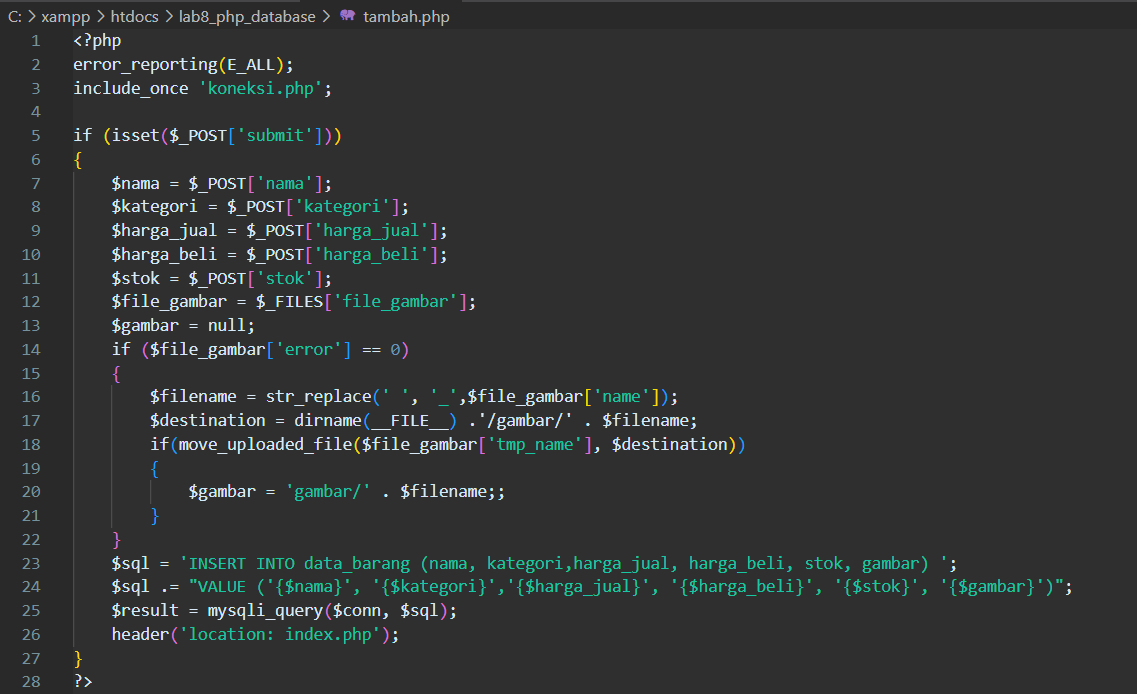 C: > xampp > htdocs > lab8_php_database > tambah.php
1 <?php
2 error_reporting(E_ALL);
3 include_once 'koneksi.php';
4
5 if (isset($_POST['submit']))
6 {
7     $nama = $_POST['nama'];
8     $kategori = $_POST['kategori'];
9     $harga_jual = $_POST['harga_jual'];
10     $harga_beli = $_POST['harga_beli'];
11     $stok = $_POST['stok'];
12     $file_gambar = $_FILES['file_gambar'];
13     $gambar = null;
14     if ($file_gambar['error'] == 0)
15     {
16         $filename = str_replace(' ', '_',$file_gambar['name']);
17         $destination = dirname(__FILE__) .'/gambar/' . $filename;
18         if(move_uploaded_file($file_gambar['tmp_name'], $destination))
19         {
20             $gambar = 'gambar/' . $filename;;
21         }
22     }
23     $sql = 'INSERT INTO data_barang (nama, kategori,harga_jual, harga_beli, stok, gambar) ';
24     $sql .= "VALUE ('{$nama}', '{$kategori}','{$harga_jual}', '{$harga_beli}', '{$stok}', '{$gambar}')";
25     $result = mysqli_query($conn, $sql);
26     header('location: index.php');
27 }
28 ?>